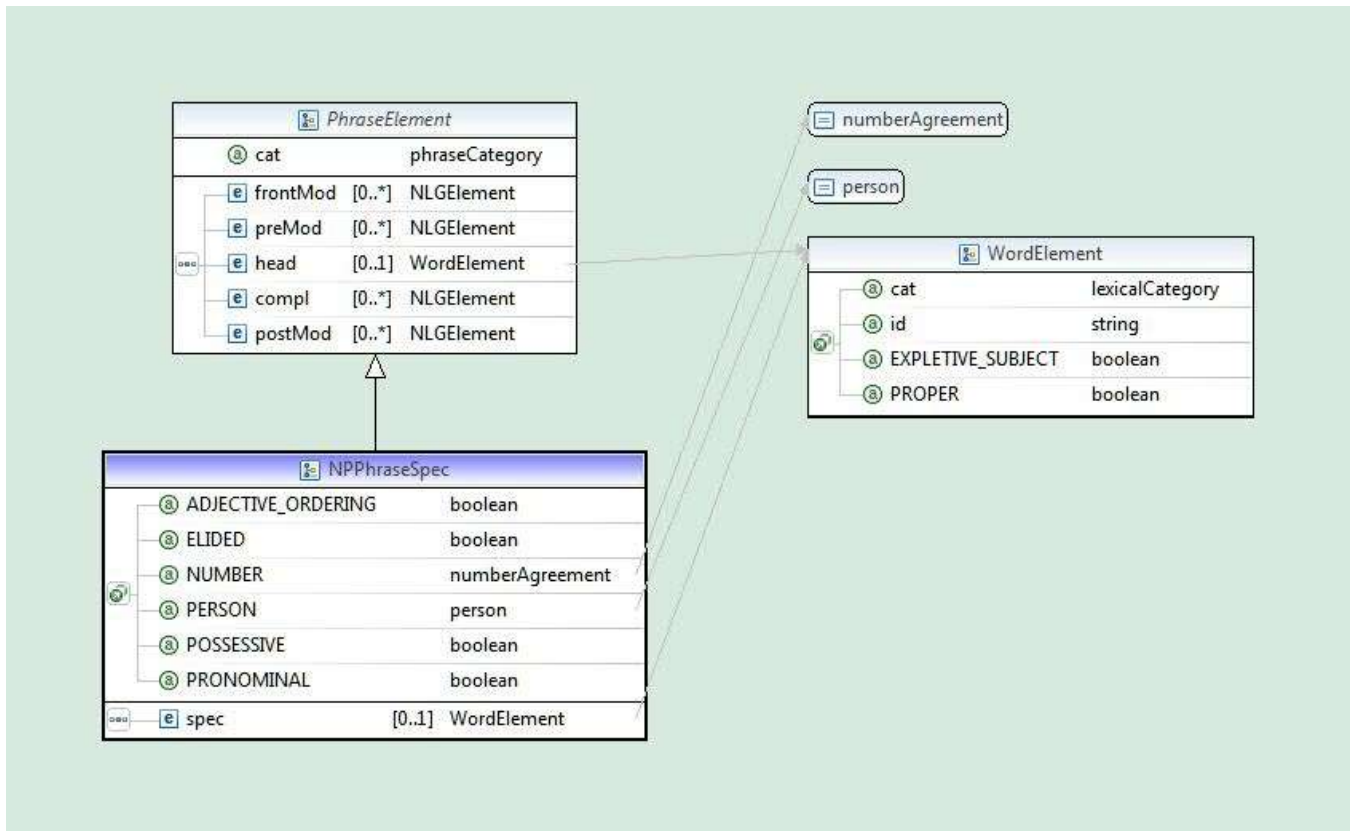 PhraseElement
cat phraseCategory
frontMod [0..*] NLGElement
preMod [0..*] NLGElement
head [0..1] WordElement
compl [0..*] NLGElement
postMod [0..*] NLGElement
numberAgreement
person
WordElement
cat lexicalCategory
id string
EXPLETIVE_SUBJECT boolean
PROPER boolean
NPPhraseSpec
ADJECTIVE_ORDERING boolean
ELIDED boolean
NUMBER numberAgreement
PERSON person
POSSESSIVE boolean
PRONOMINAL boolean
spec [0..1] WordElement